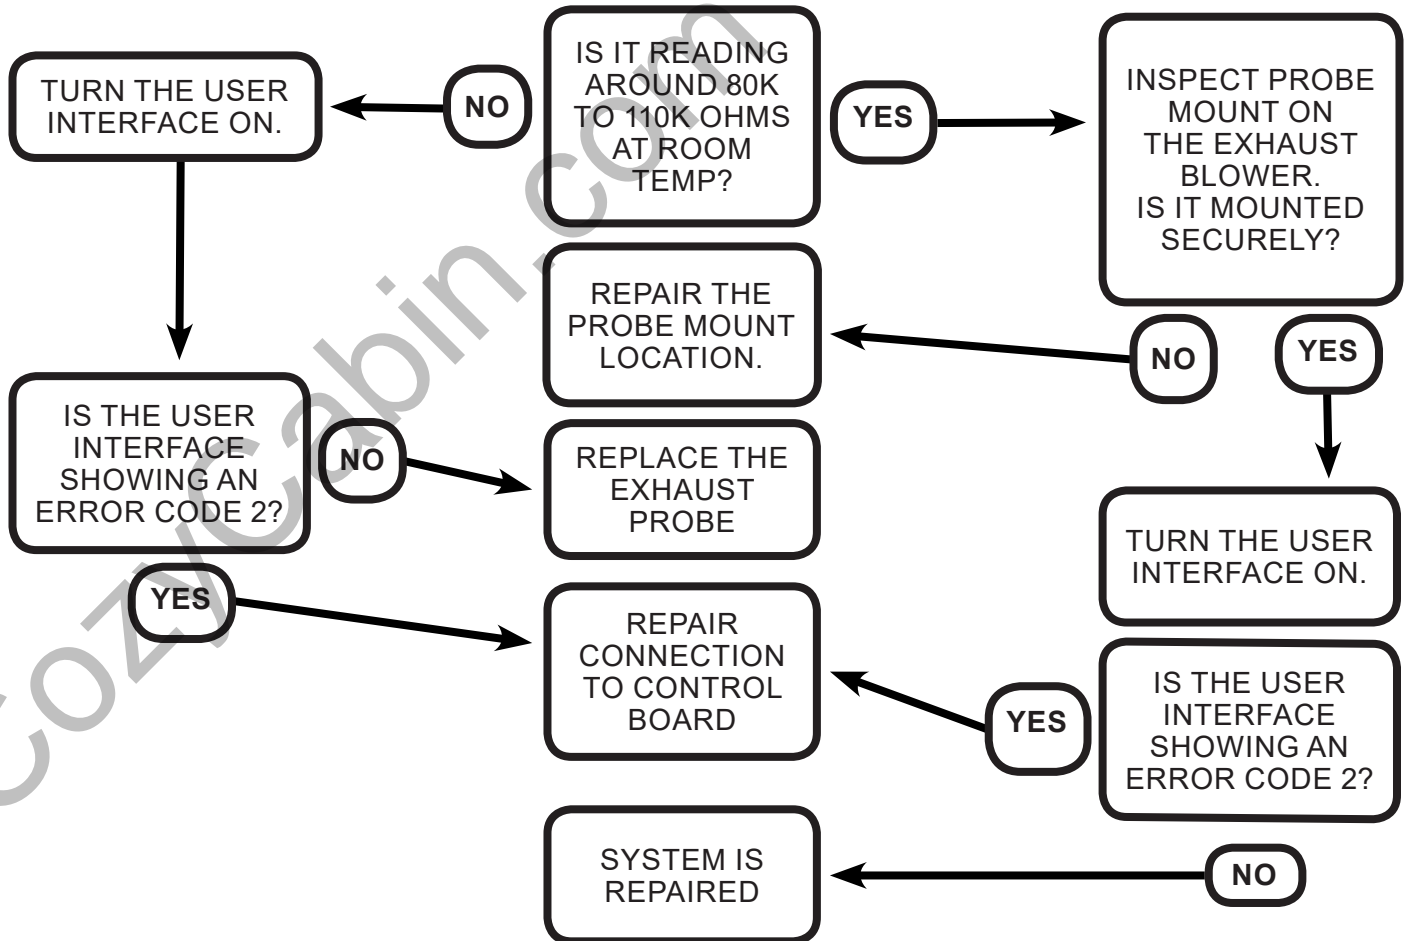 IS IT READING
AROUND 80K
TO 110K OHMS
AT ROOM
TEMP?
NO
TURN THE USER
INTERFACE ON.
YES
INSPECT PROBE
MOUNT ON
THE EXHAUST
BLOWER.
IS IT MOUNTED
SECURELY?
REPAIR THE
PROBE MOUNT
LOCATION.
NO
YES
IS THE USER
INTERFACE
SHOWING AN
ERROR CODE 2?
NO
REPLACE THE
EXHAUST
PROBE
TURN THE USER
INTERFACE ON.
YES
REPAIR
CONNECTION
TO CONTROL
BOARD
YES
IS THE USER
INTERFACE
SHOWING AN
ERROR CODE 2?
SYSTEM IS
REPAIRED
NO
CozyCabin.com